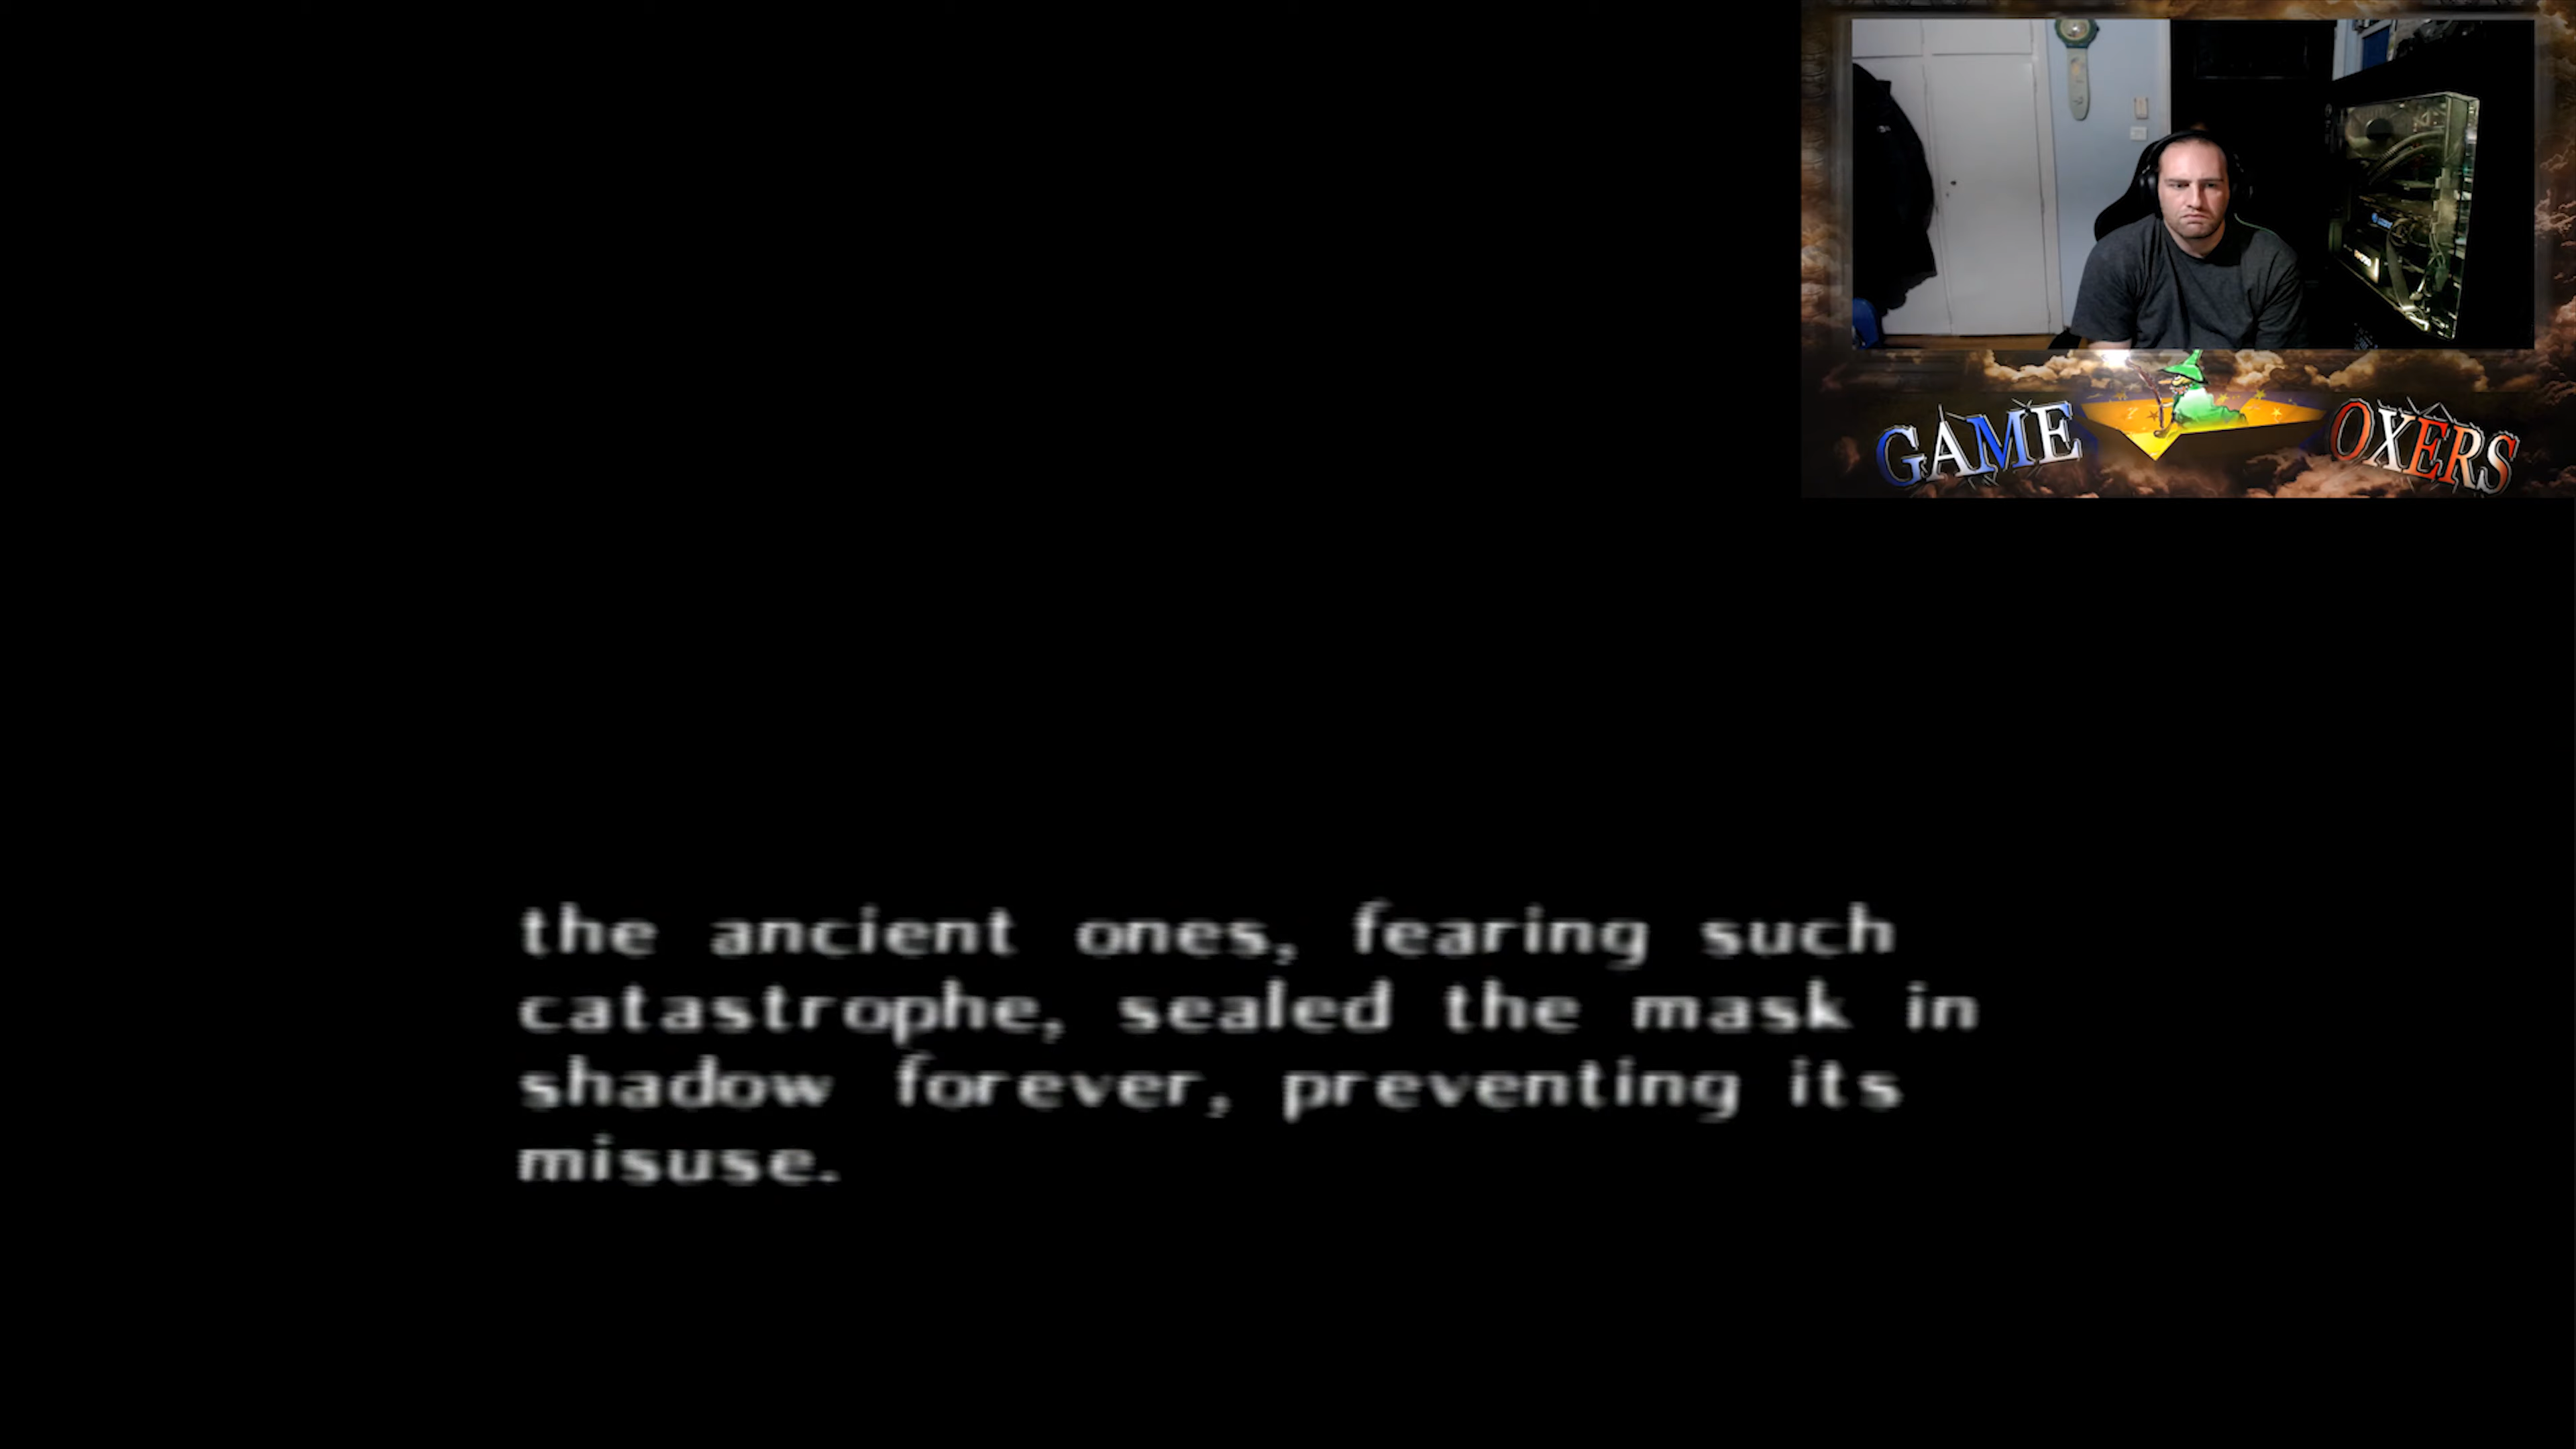 GAME OXERS
the ancient ones, fearing such
catastrophe, sealed the mask in
shadow forever, preventing its
misuse.